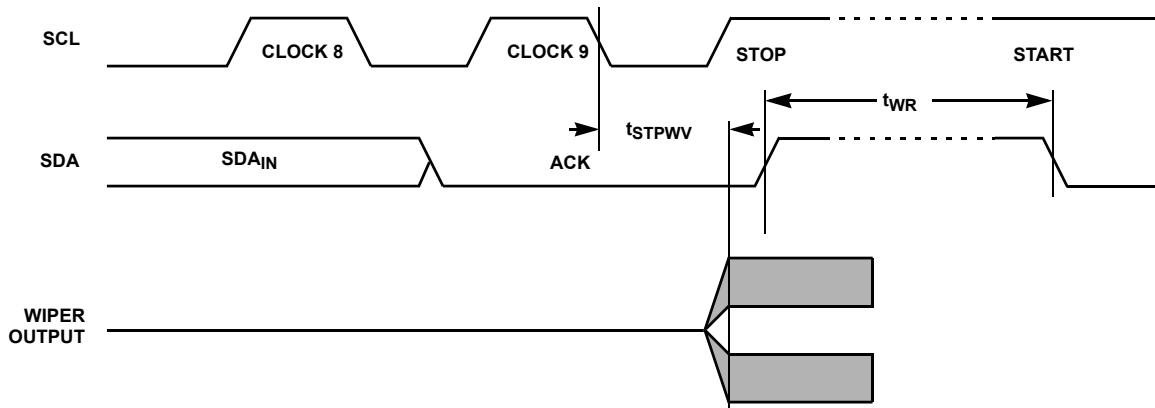 SCL
CLOCK 8
CLOCK 9
STOP
START
tWR
tSTPWV
SDA
SDAIN
ACK
WIPER
OUTPUT